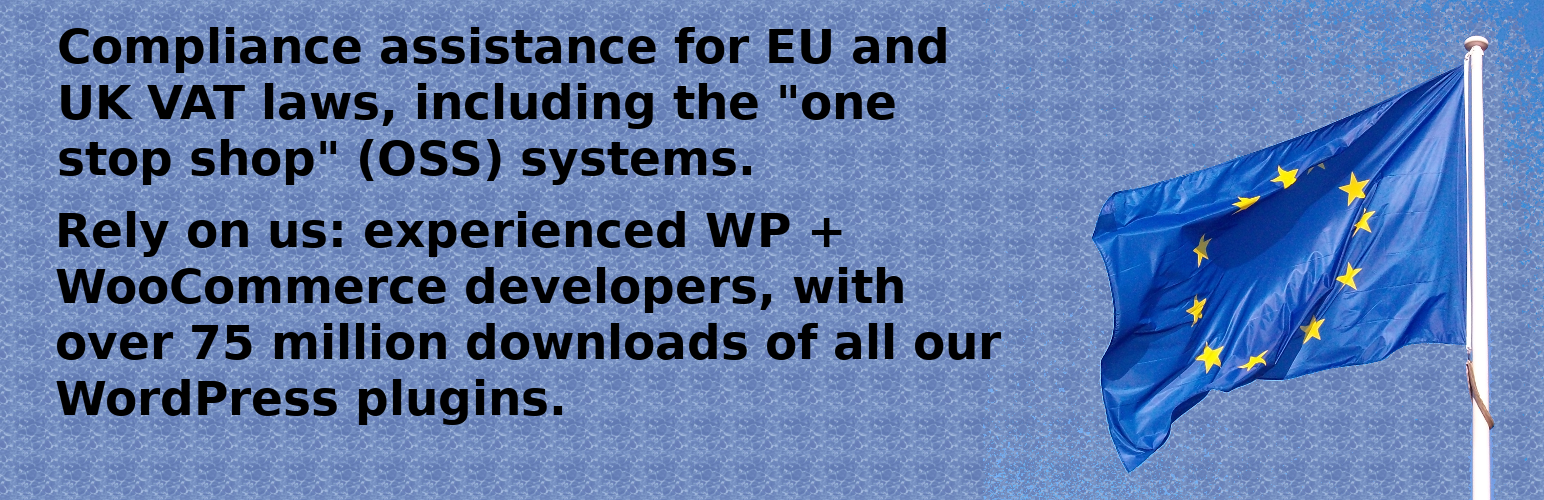 Compliance assistance for EU and
UK VAT laws, including the "one
stop shop" (OSS) systems.
Rely on us: experienced WP +
WooCommerce developers, with
over 75 million downloads of all our
WordPress plugins.